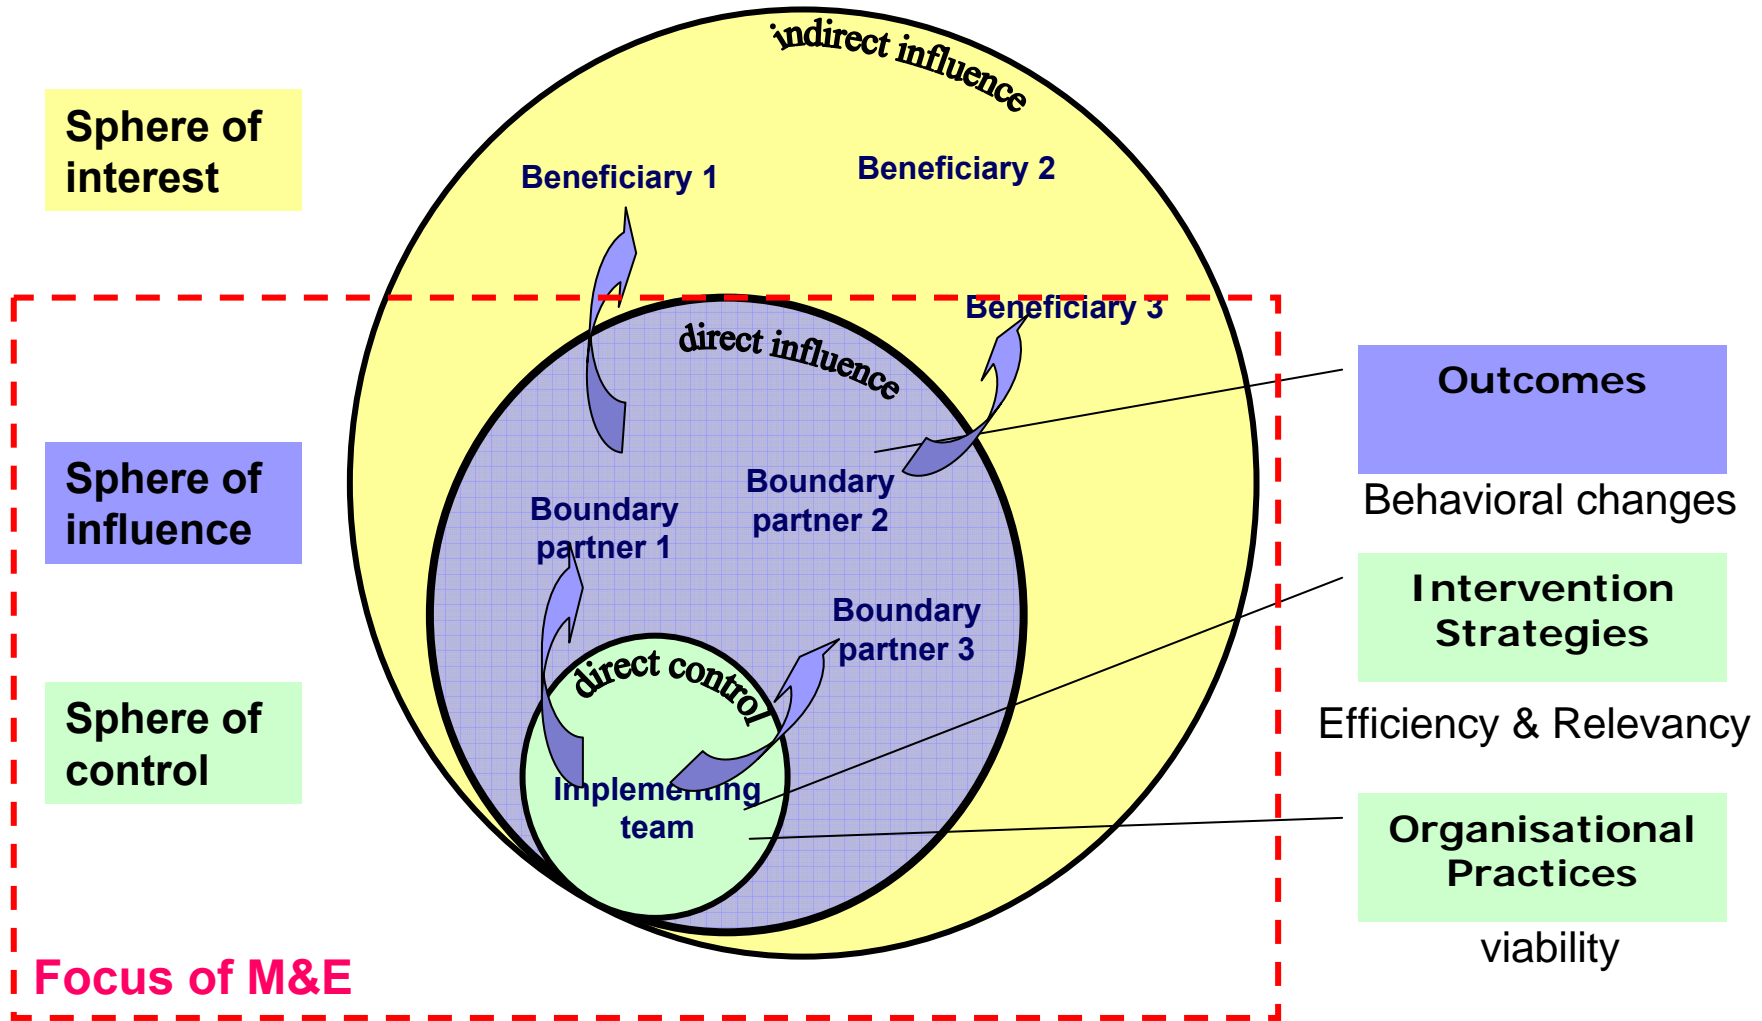 indirect influence
Sphere of
interest
Beneficiary 1
Beneficiary 2
Beneficiary 3
direct influence
Outcomes
Behavioral changes
Sphere of
influence
Boundary
partner 1
Boundary
partner 2
Boundary
partner 3
Intervention
Strategies
Efficiency & Relevancy
Sphere of
control
direct control
Implementing
team
Organisational
Practices
viability
Focus of M&E